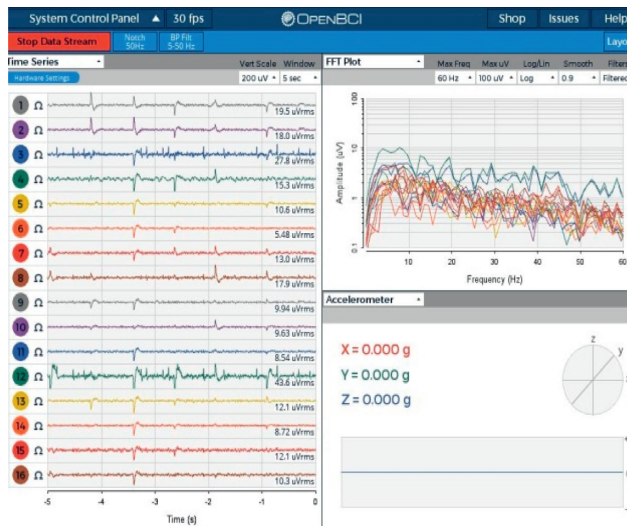 System Control Panel 30 fps OpenBCI Shop Issues Help
Stop Data Stream Notch 50Hz BP Filt 5-50 Hz
Time Series Vert Scale Window
Hardware Settings 200 uV 5 sec
1 Ω 19.5 uVrms
2 Ω 18.0 uVrms
3 Ω 27.8 uVrms
4 Ω 15.3 uVrms
5 Ω 10.6 uVrms
6 Ω 5.48 uVrms
7 Ω 13.0 uVrms
8 Ω 17.9 uVrms
9 Ω 9.94 uVrms
10 Ω 9.63 uVrms
11 Ω 8.54 uVrms
12 Ω 43.6 uVrms
13 Ω 12.1 uVrms
14 Ω 8.72 uVrms
15 Ω 12.1 uVrms
16 Ω 10.3 uVrms
-5 -4 -3 -2 -1 0
Time (s)
Layo
FFT Plot Max Freq Max uV Log/Lin Smooth Filter
60 Hz 100 uV Log 0.9 Filtered
100
10
1
0.1
Amplitude (uV)
10 20 30 40 50 60
Frequency (Hz)
Accelerometer
X = 0.000 g
Y = 0.000 g
Z = 0.000 g
z
y